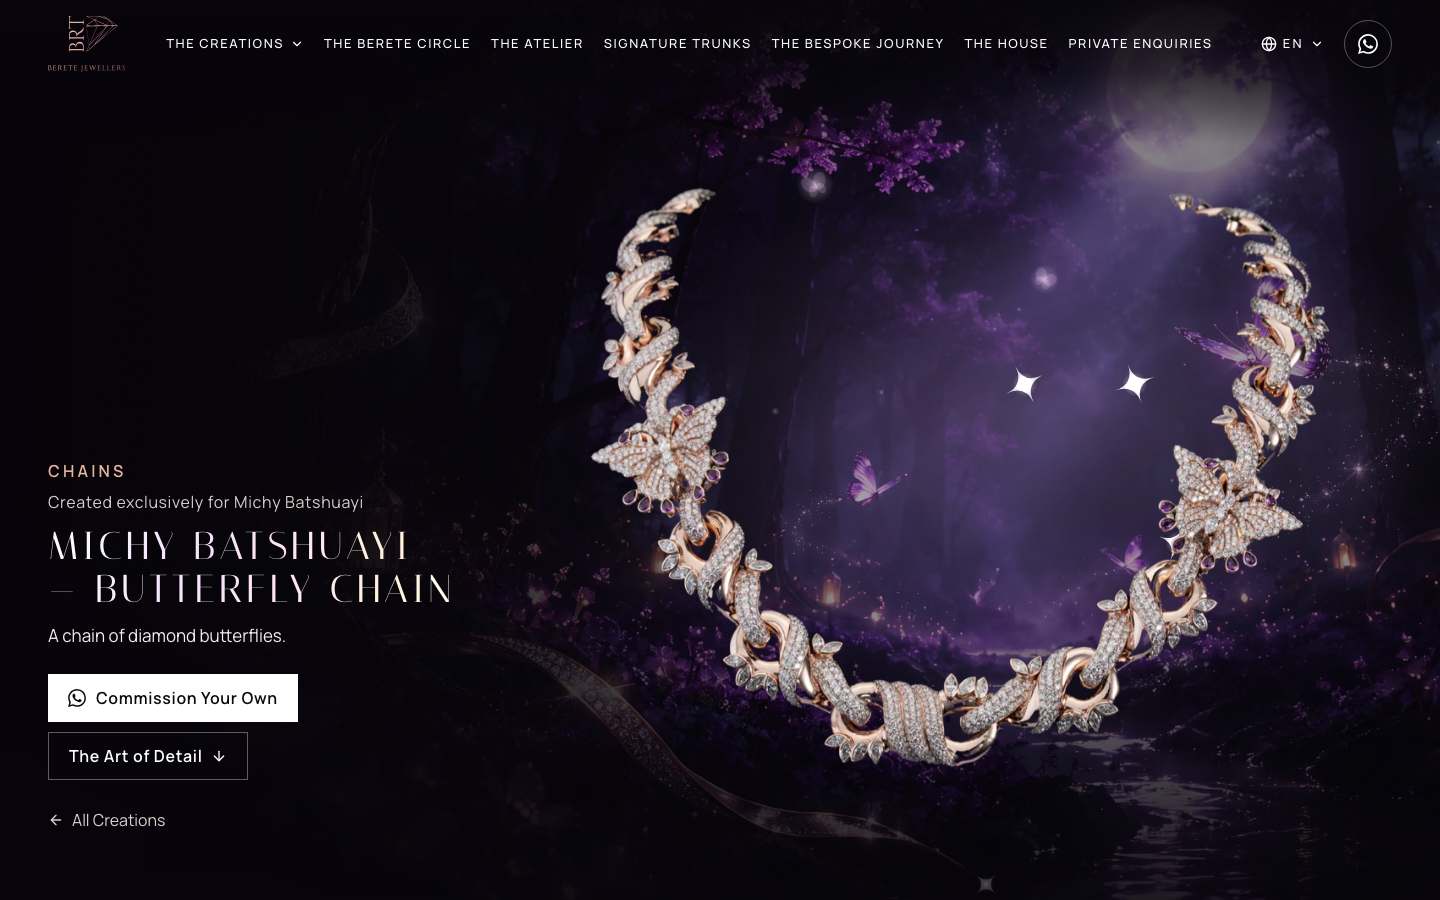 BRT
BERETE JEWELLERS
THE CREATIONS
THE BERETE CIRCLE
THE ATELIER
SIGNATURE TRUNKS
THE BESPOKE JOURNEY
THE HOUSE
PRIVATE ENQUIRIES
EN
CHAINS
Created exclusively for Michy Batshuayi
MICHY BATSHUAYI
— BUTTERFLY CHAIN
A chain of diamond butterflies.
Commission Your Own
The Art of Detail
All Creations